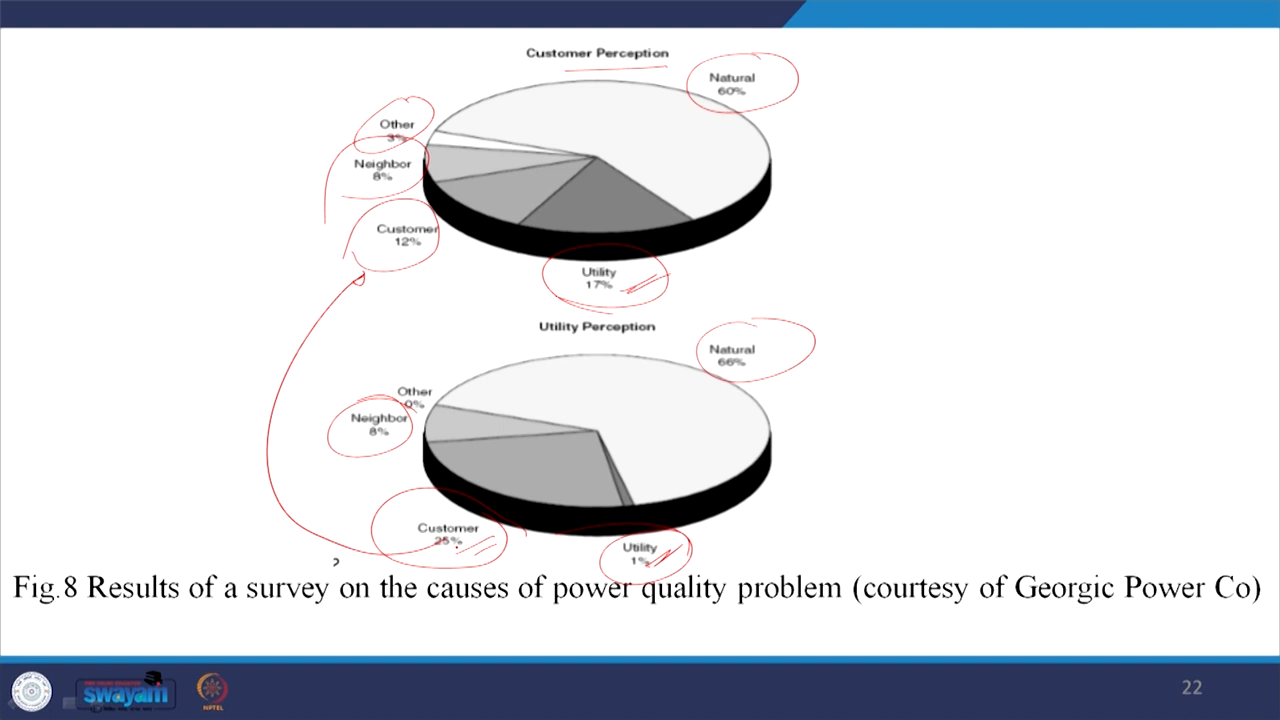 Customer Perception
Natural
60%
Other
3%
Neighbor
8%
Customer
12%
Utility
17%
Utility Perception
Natural
66%
Other
0%
Neighbor
8%
Customer
25%
Utility
1%
Fig.8 Results of a survey on the causes of power quality problem (courtesy of Georgic Power Co)
swayam
NPTEL
22